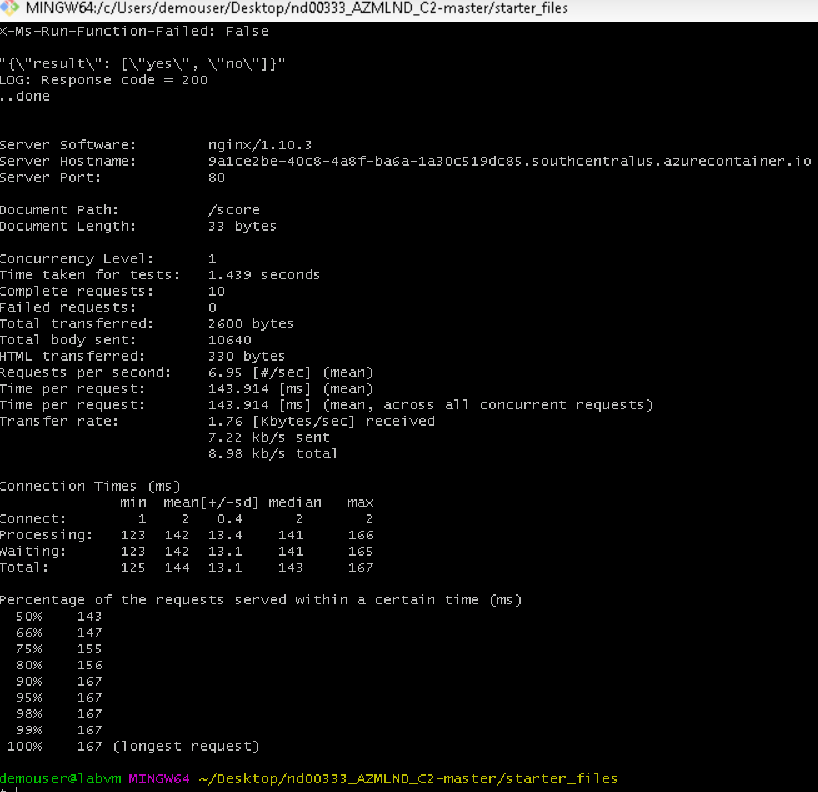 MINGW64:/c/Users/demouser/Desktop/nd00333_AZMLND_C2-master/starter_files
X-Ms-Run-Function-Failed: False
"{\"result\": [\"yes\", \"no\"]}"
LOG: Response code = 200
..done
Server Software:        nginx/1.10.3
Server Hostname:        9a1ce2be-40c8-4a8f-ba6a-1a30c519dc85.southcentralus.azurecontainer.io
Server Port:            80
Document Path:          /score
Document Length:        33 bytes
Concurrency Level:      1
Time taken for tests:   1.439 seconds
Complete requests:      10
Failed requests:        0
Total transferred:      2600 bytes
Total body sent:        10640
HTML transferred:       330 bytes
Requests per second:    6.95 [#/sec] (mean)
Time per request:       143.914 [ms] (mean)
Time per request:       143.914 [ms] (mean, across all concurrent requests)
Transfer rate:          1.76 [Kbytes/sec] received
                        7.22 kb/s sent
                        8.98 kb/s total
Connection Times (ms)
              min  mean[+/-sd] median   max
Connect:        1    2   0.4      2       2
Processing:   123  142  13.4    141     166
Waiting:      123  142  13.1    141     165
Total:        125  144  13.1    143     167
Percentage of the requests served within a certain time (ms)
  50%    143
  66%    147
  75%    155
  80%    156
  90%    167
  95%    167
  98%    167
  99%    167
 100%    167 (longest request)
demouser@labvm MINGW64 ~/Desktop/nd00333_AZMLND_C2-master/starter_files